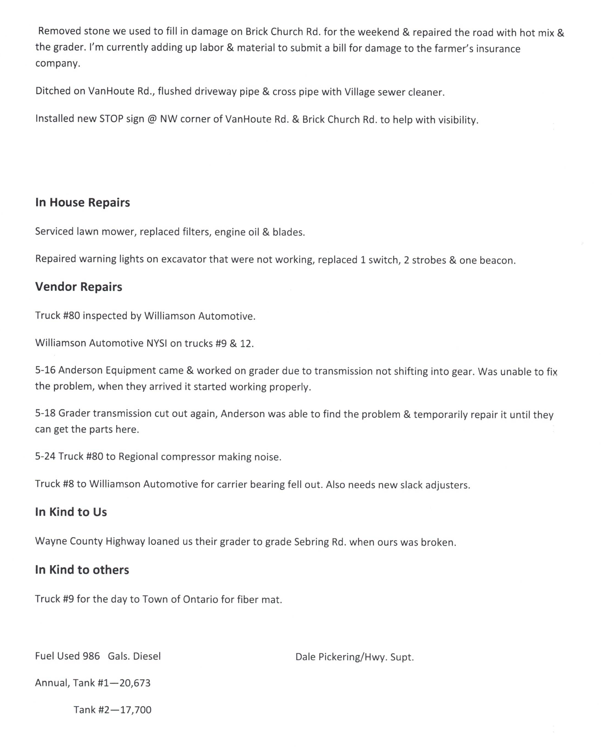 Removed stone we used to fill in damage on Brick Church Rd. for the weekend & repaired the road with hot mix &
the grader. I'm currently adding up labor & material to submit a bill for damage to the farmer's insurance
company.
Ditched on VanHoute Rd., flushed driveway pipe & cross pipe with Village sewer cleaner.
Installed new STOP sign @ NW corner of VanHoute Rd. & Brick Church Rd. to help with visibility.
In House Repairs
Serviced lawn mower, replaced filters, engine oil & blades.
Repaired warning lights on excavator that were not working, replaced 1 switch, 2 strobes & one beacon.
Vendor Repairs
Truck #80 inspected by Williamson Automotive.
Williamson Automotive NYSI on trucks #9 & 12.
5-16 Anderson Equipment came & worked on grader due to transmission not shifting into gear. Was unable to fix
the problem, when they arrived it started working properly.
5-18 Grader transmission cut out again, Anderson was able to find the problem & temporarily repair it until they
can get the parts here.
5-24 Truck #80 to Regional compressor making noise.
Truck #8 to Williamson Automotive for carrier bearing fell out. Also needs new slack adjusters.
In Kind to Us
Wayne County Highway loaned us their grader to grade Sebring Rd. when ours was broken.
In Kind to others
Truck #9 for the day to Town of Ontario for fiber mat.
Fuel Used 986 Gals. Diesel Dale Pickering/Hwy. Supt.
Annual, Tank #1—20,673
Tank #2—17,700